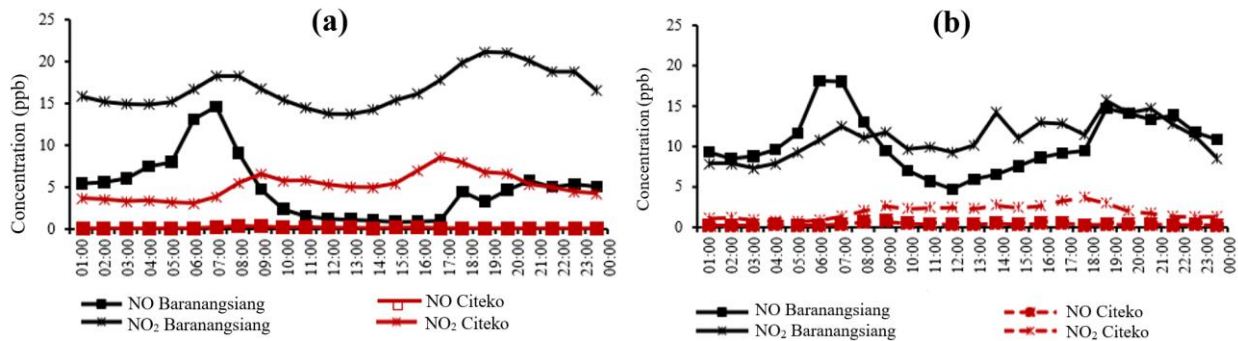 (a)
Concentration (ppb)
25
20
15
10
5
0
01:00 02:00 03:00 04:00 05:00 06:00 07:00 08:00 09:00 10:00 11:00 12:00 13:00 14:00 15:00 16:00 17:00 18:00 19:00 20:00 21:00 22:00 23:00 00:00
NO Baranangsiang NO Citeko
NO₂ Baranangsiang NO₂ Citeko
(b)
Concentration (ppb)
25
20
15
10
5
0
01:00 02:00 03:00 04:00 05:00 06:00 07:00 08:00 09:00 10:00 11:00 12:00 13:00 14:00 15:00 16:00 17:00 18:00 19:00 20:00 21:00 22:00 23:00 00:00
NO Baranangsiang NO Citeko
NO₂ Baranangsiang NO₂ Citeko